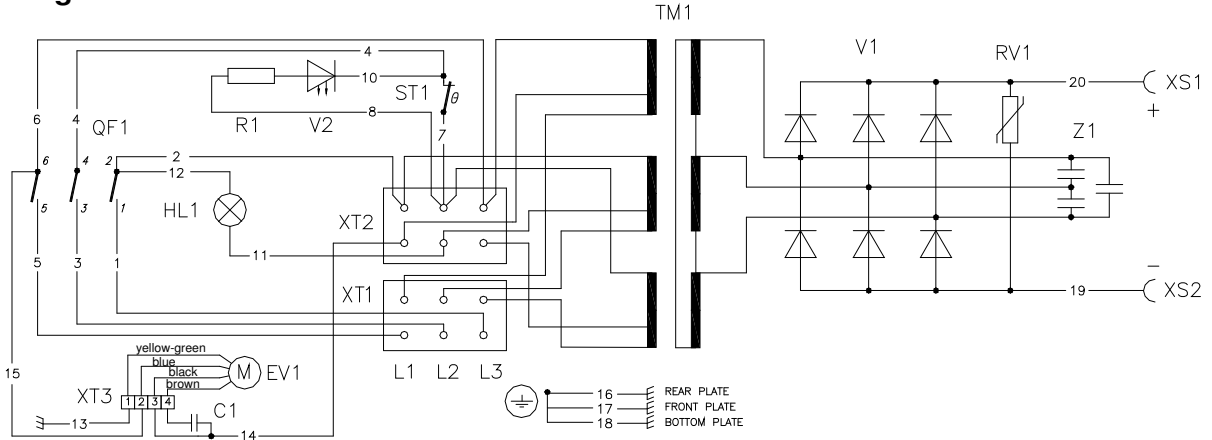 g
TM1
4
V1
RV1
10
20
XS1
ST1
θ
+
8
R1
V2
7
6
4
QF1
Z1
6
4
2
2
12
5
3
1
HL1
XT2
5
3
1
11
XT1
19
−
XS2
yellow-green
blue
black
brown
M
EV1
15
L1
L2
L3
XT3
1
2
3
4
C1
13
14
16
REAR PLATE
17
FRONT PLATE
18
BOTTOM PLATE